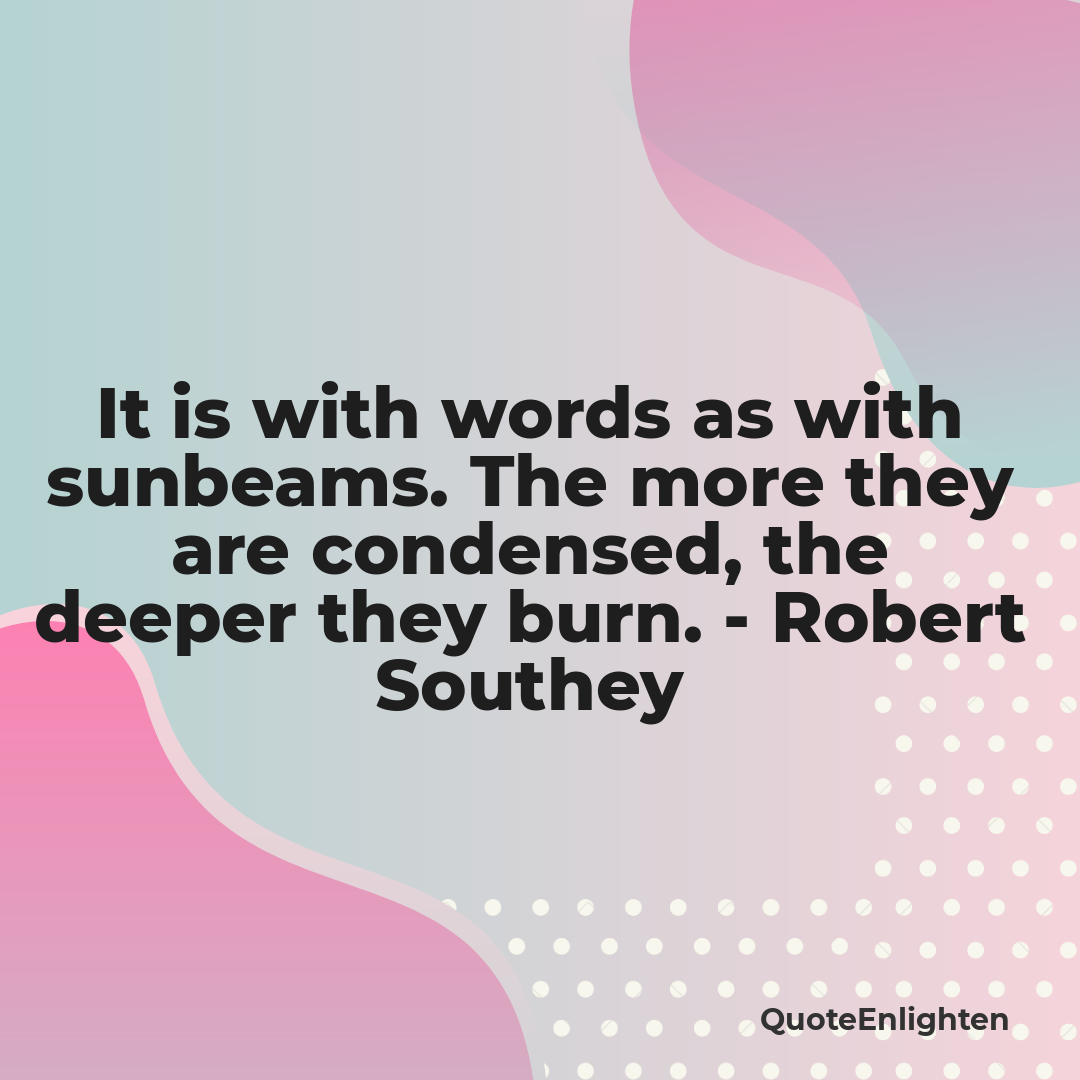 It is with words as with
sunbeams. The more they
are condensed, the
deeper they burn. - Robert
Southey
QuoteEnlighten